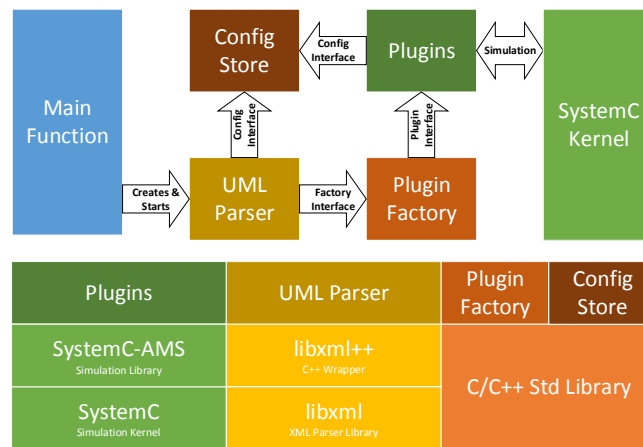 Main
Function
Config
Store
Config
Interface
Plugins
Simulation
SystemC
Kernel
Config
Interface
Plugin
Interface
Creates &
Starts
UML
Parser
Factory
Interface
Plugin
Factory
Plugins
UML Parser
Plugin
Factory
Config
Store
SystemC-AMS
Simulation Library
libxml++
C++ Wrapper
C/C++ Std Library
SystemC
Simulation Kernel
libxml
XML Parser Library